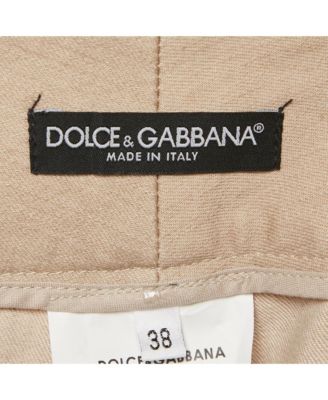 DOLCE & GABBANA®
MADE IN ITALY
38
DOLCE&GABBANA